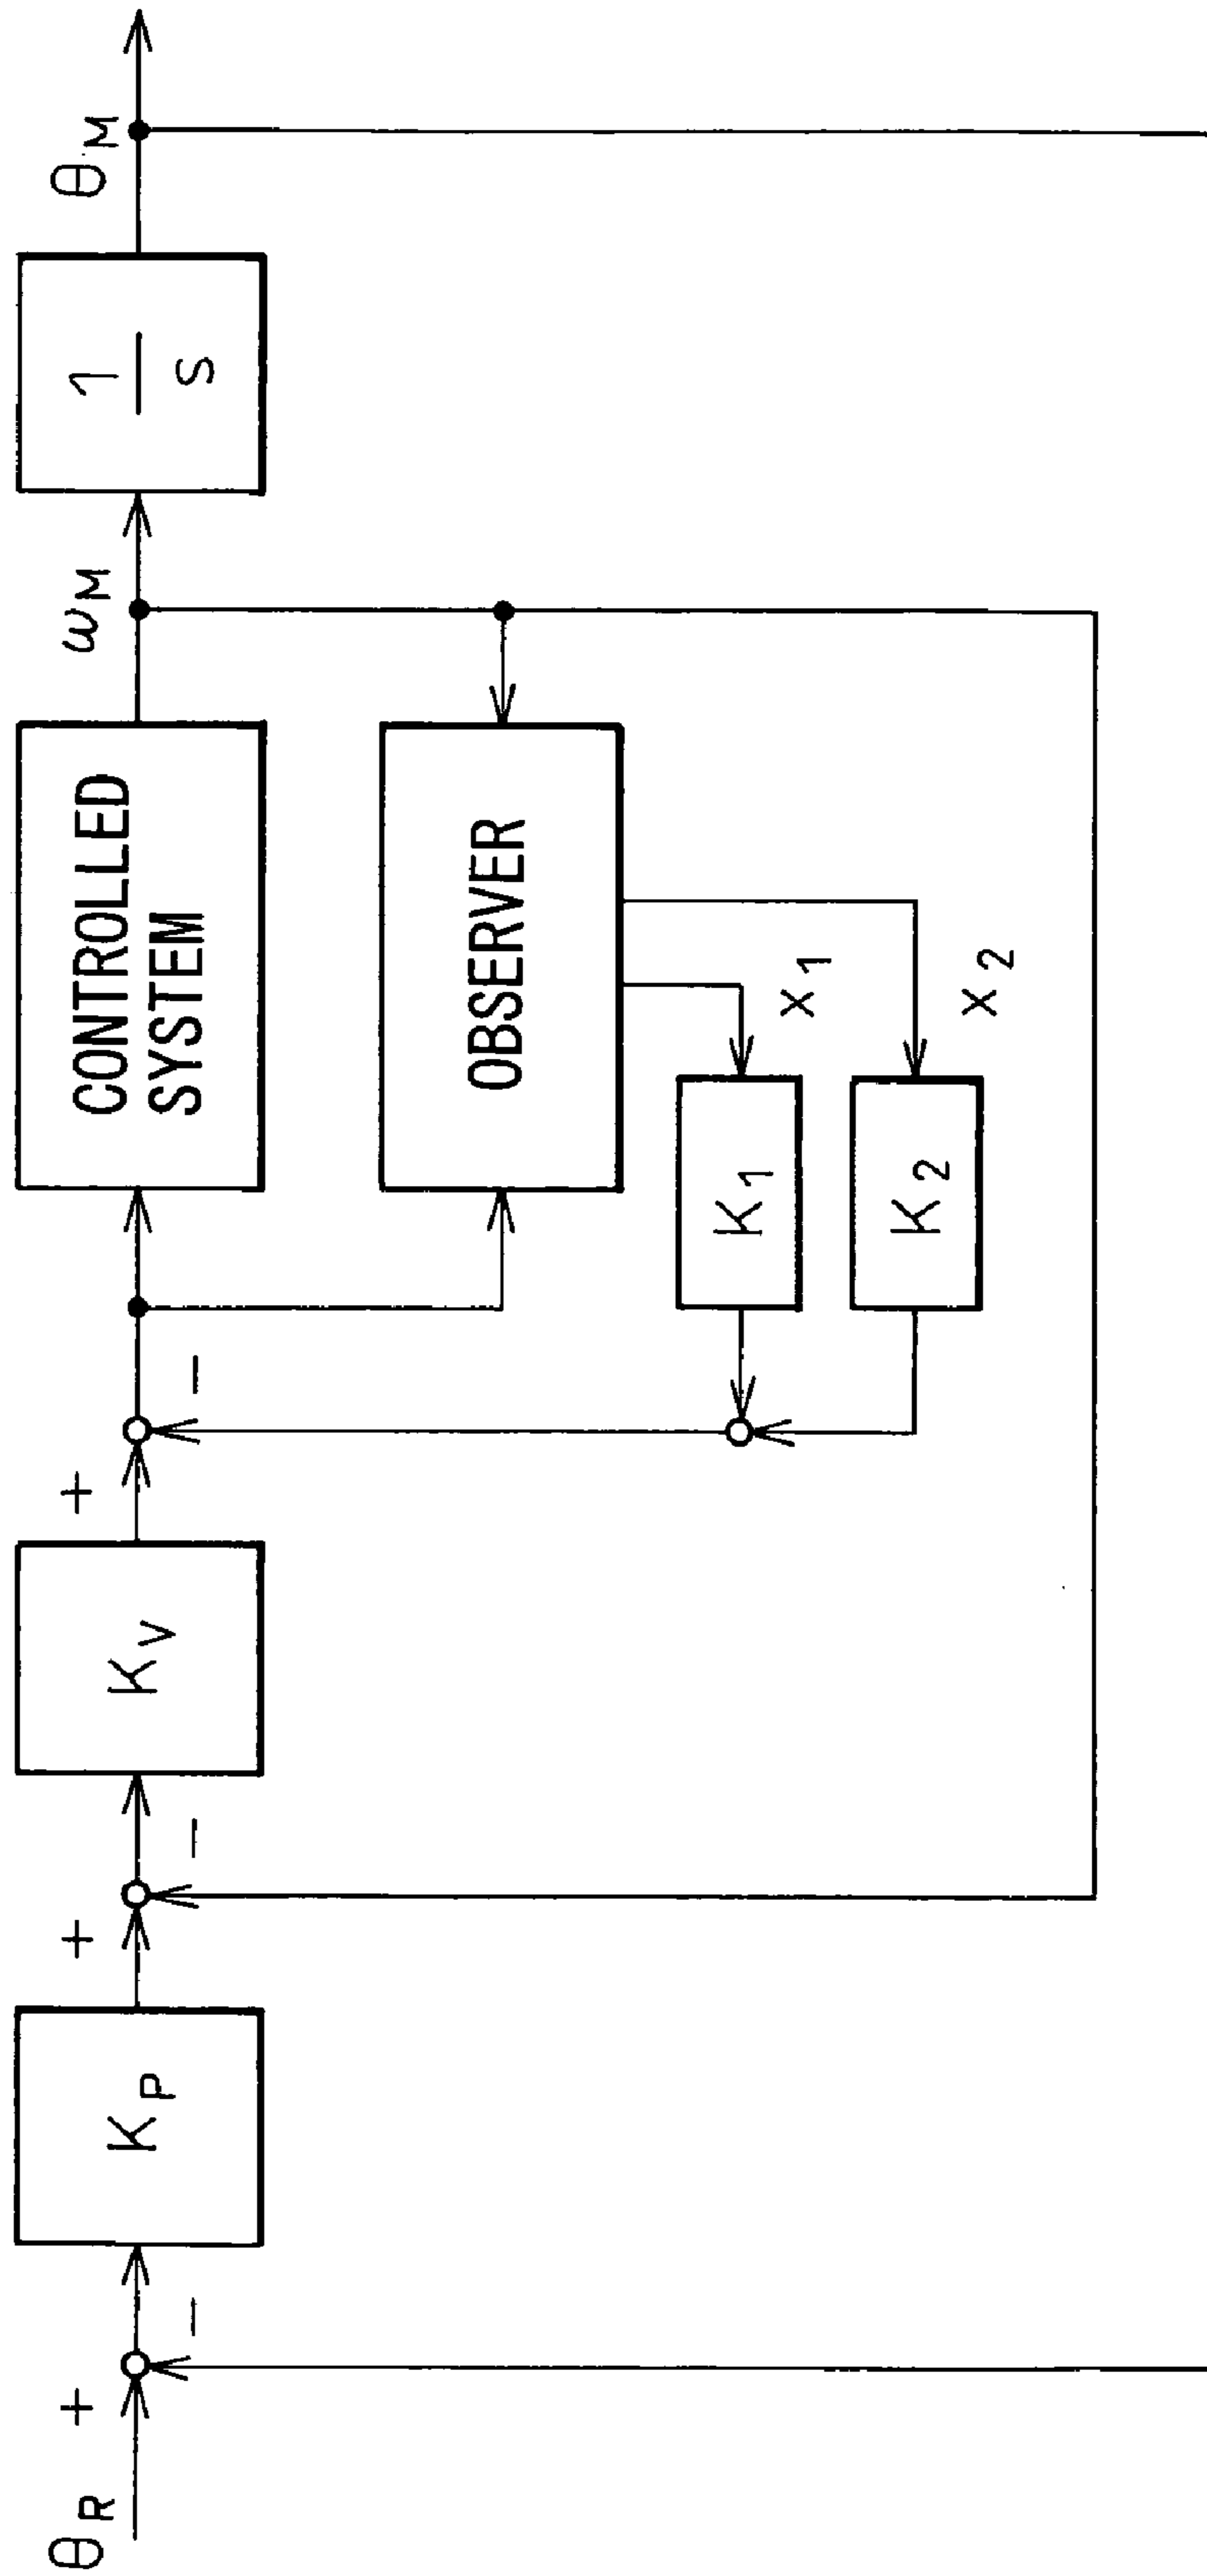 θR
+
−
KP
+
−
KV
+
−
CONTROLLED
SYSTEM
ωM
1
S
θM
OBSERVER
K1
x1
K2
x2